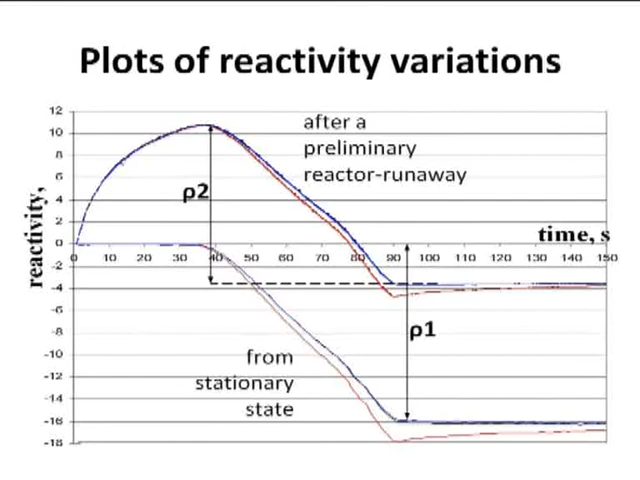 Plots of reactivity variations
12
10
8
6
4
2
0
-2
-4
-6
-8
-10
-12
-14
-16
-18
reactivity,
after a
preliminary
reactor-runaway
ρ2
time, s
0 10 20 30 40 50 60 70 80 90 100 110 120 130 140 150
ρ1
from
stationary
state